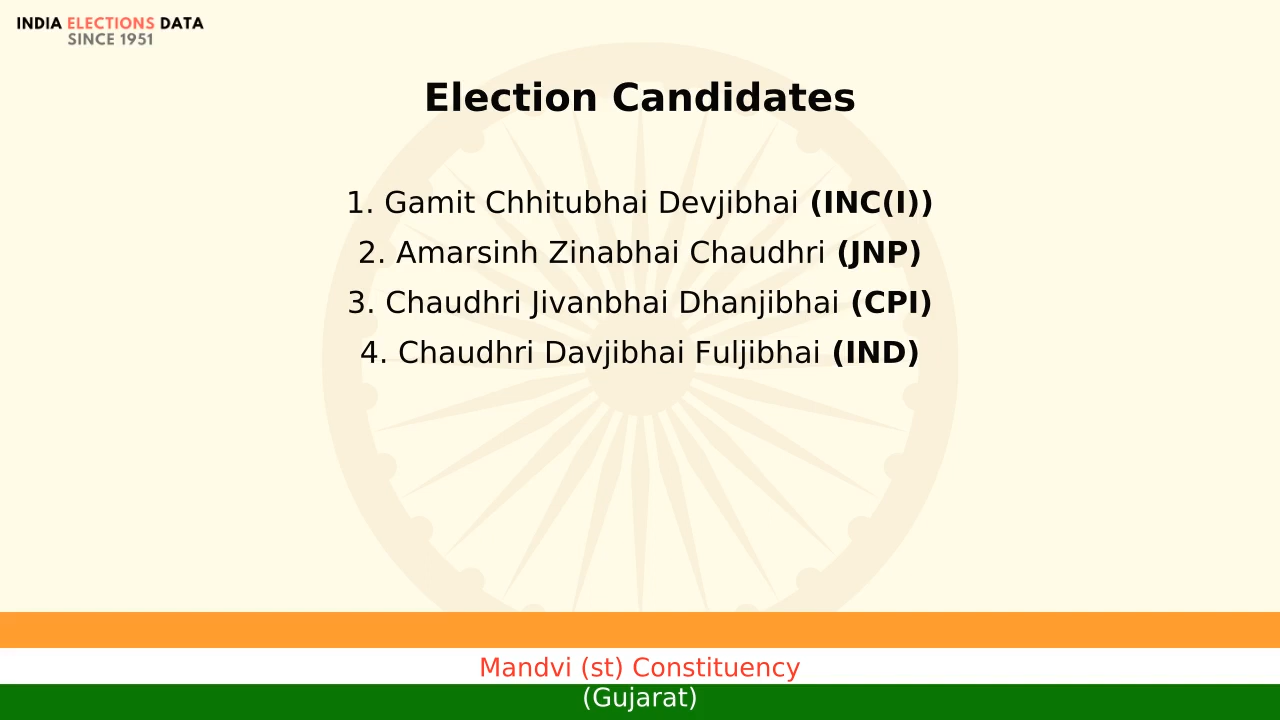 INDIA ELECTIONS DATA
SINCE 1951
Election Candidates
1. Gamit Chhitubhai Devjibhai (INC(I))
2. Amarsinh Zinabhai Chaudhri (JNP)
3. Chaudhri Jivanbhai Dhanjibhai (CPI)
4. Chaudhri Davjibhai Fuljibhai (IND)
Mandvi (st) Constituency
(Gujarat)